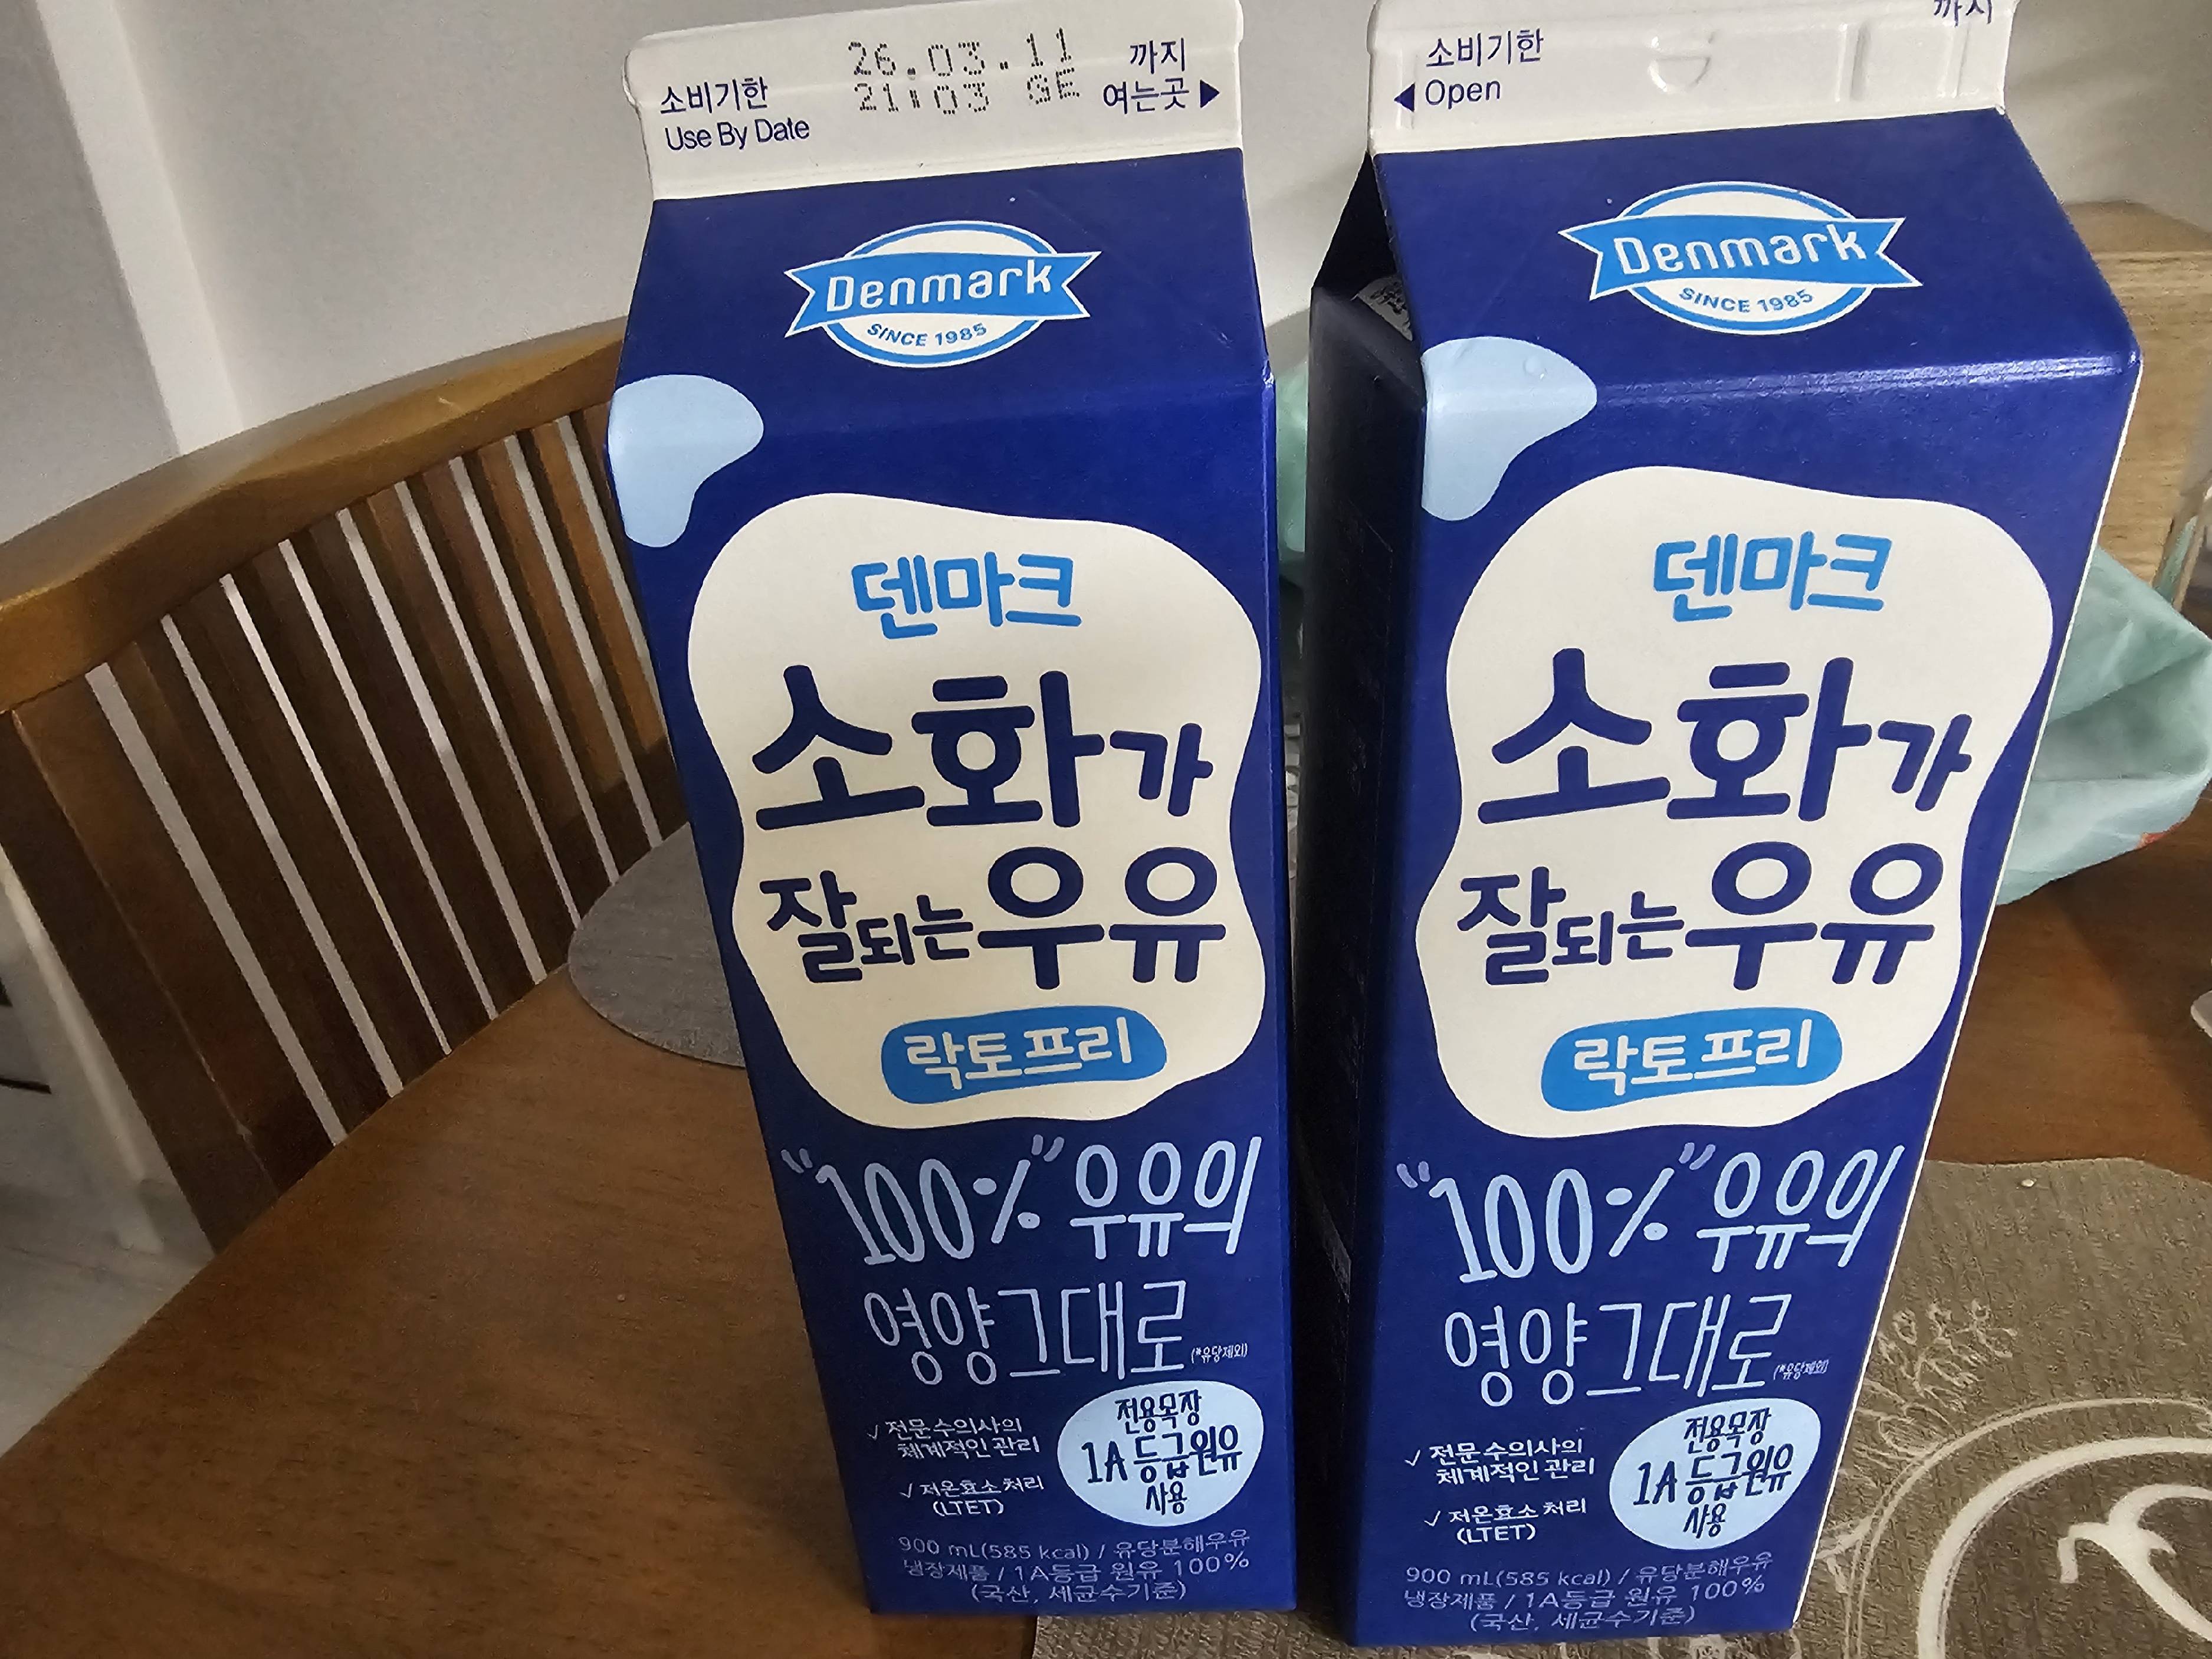 26.03.11 까지
소비기한 21:03 GE 여는곳 ▶
Use By Date
Denmark
SINCE 1985
덴마크
소화가
잘되는우유
락토프리
"100%" 우유의
영양그대로
(*유당제외)
✓ 전문 수의사의
체계적인 관리
✓ 저온효소 처리
(LTET)
전용목장
1A 등급원유
사용
900 mL(585 kcal) / 유당분해우유
냉장제품 / 1A등급 원유 100%
(국산, 세균수기준)
까지
소비기한
◀ Open
Denmark
SINCE 1985
덴마크
소화가
잘되는우유
락토프리
"100%" 우유의
영양그대로
(*유당제외)
✓ 전문 수의사의
체계적인 관리
✓ 저온효소 처리
(LTET)
전용목장
1A 등급원유
사용
900 mL(585 kcal) / 유당분해우유
냉장제품 / 1A등급 원유 100%
(국산, 세균수기준)